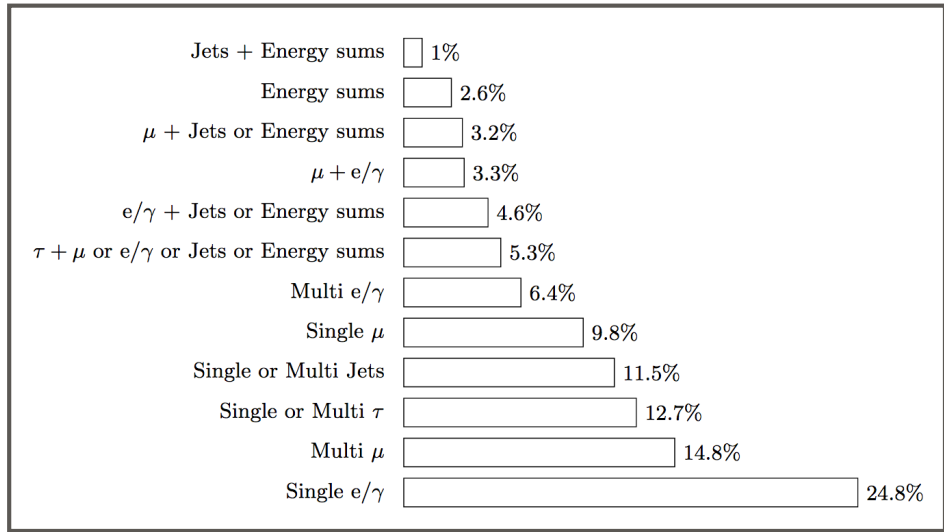 Jets + Energy sums 1%
Energy sums 2.6%
μ + Jets or Energy sums 3.2%
μ + e/γ 3.3%
e/γ + Jets or Energy sums 4.6%
τ + μ or e/γ or Jets or Energy sums 5.3%
Multi e/γ 6.4%
Single μ 9.8%
Single or Multi Jets 11.5%
Single or Multi τ 12.7%
Multi μ 14.8%
Single e/γ 24.8%